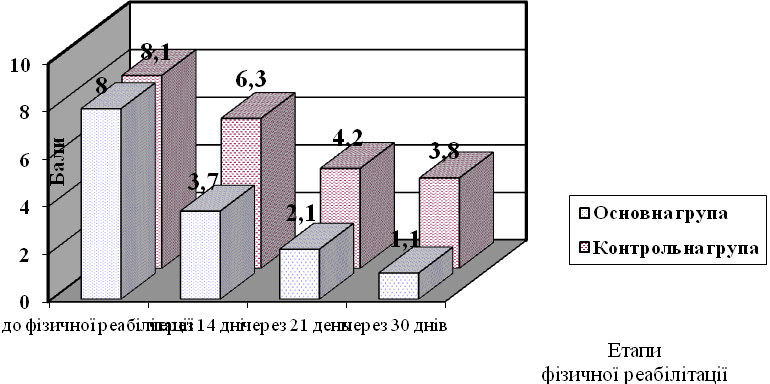 10
8
6
4
2
0
Бали
8
8,1
3,7
6,3
2,1
4,2
1,1
3,8
до фізичної реабілітації
через 14 днів
через 21 день
через 30 днів
Основна група
Контрольна група
Етапи
фізичної реабілітації